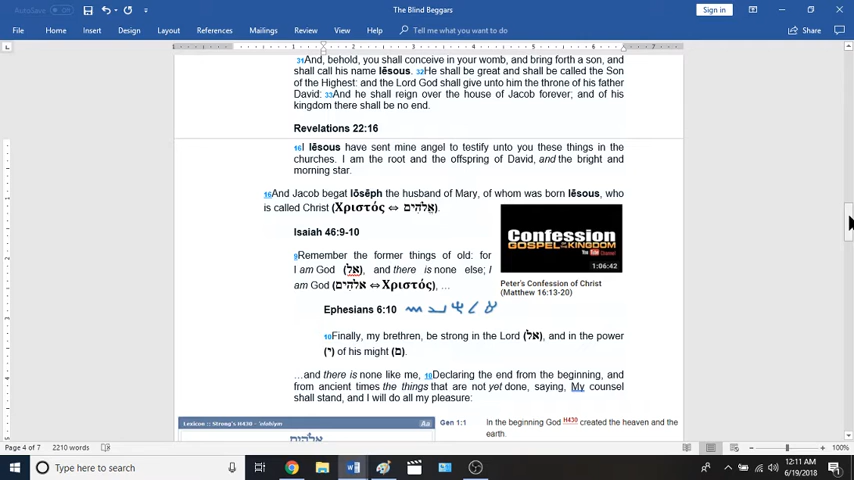 AutoSave Off
The Blind Beggars
Sign in
File Home Insert Design Layout References Mailings Review View Help Tell me what you want to do Share
31And, behold, you shall conceive in your womb, and bring forth a son, and
shall call his name Iēsous. 32He shall be great and shall be called the Son
of the Highest: and the Lord God shall give unto him the throne of his father
David: 33And he shall reign over the house of Jacob forever; and of his
kingdom there shall be no end.
Revelations 22:16
16I Iēsous have sent mine angel to testify unto you these things in the
churches. I am the root and the offspring of David, and the bright and
morning star.
16And Jacob begat Iōsēph the husband of Mary, of whom was born Iēsous, who
is called Christ (Χριστός ⇔ אֱלֹהִים).
Isaiah 46:9-10
9Remember the former things of old: for
I am God (אל), and there is none else; I
am God (אלהים ⇔ Χριστός), …
Confession
GOSPEL OF THE KINGDOM
YouTube Channel
1:06:42
Peter's Confession of Christ
(Matthew 16:13-20)
Ephesians 6:10
10Finally, my brethren, be strong in the Lord (אל), and in the power
(י) of his might (ם).
…and there is none like me, 10Declaring the end from the beginning, and
from ancient times the things that are not yet done, saying, My counsel
shall stand, and I will do all my pleasure:
Lexicon :: Strong's H430 - 'elohiym Aa
אלהים
Gen 1:1 In the beginning God H430 created the heaven and the
earth.
Page 4 of 7 2210 words 100%
Type here to search
12:11 AM
6/19/2018